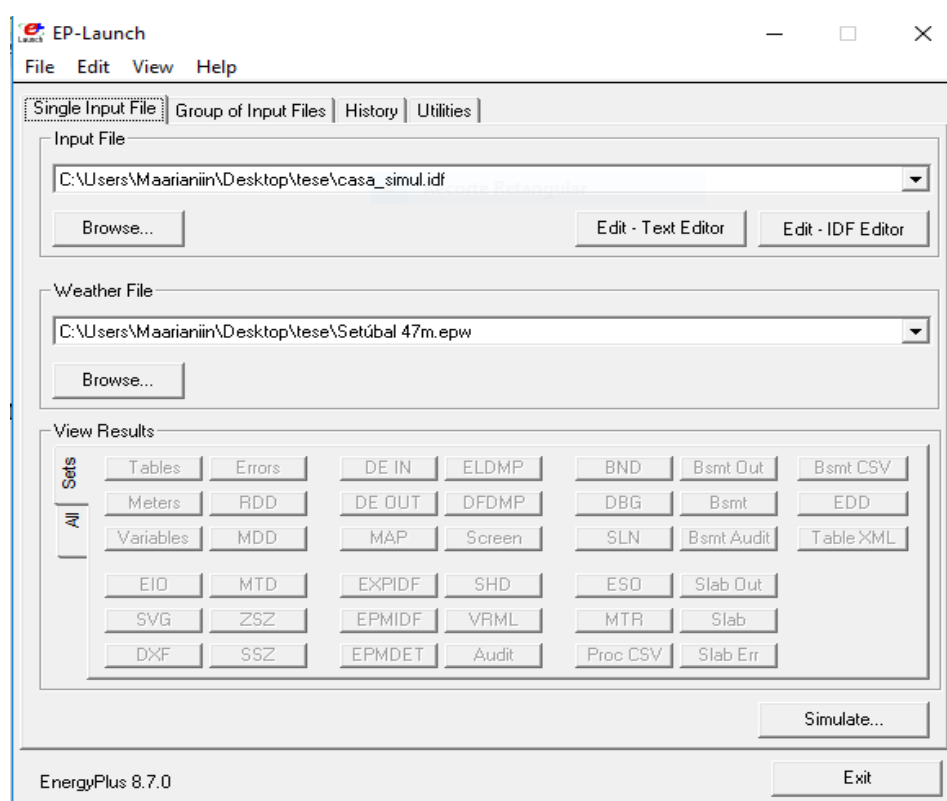 EP-Launch
File Edit View Help
Single Input File Group of Input Files History Utilities
Input File
C:\Users\Maarianiin\Desktop\tese\casa_simul.idf
Browse... Edit - Text Editor Edit - IDF Editor
Weather File
C:\Users\Maarianiin\Desktop\tese\Setúbal 47m.epw
Browse...
View Results
Sets
All
Tables Errors DE IN ELDMP BND Bsmt Out Bsmt CSV
Meters RDD DE OUT DFDMP DBG Bsmt EDD
Variables MDD MAP Screen SLN Bsmt Audit Table XML
EIO MTD EXPIDF SHD ESO Slab Out
SVG ZSZ EPMIDF VRML MTR Slab
DXF SSZ EPMDET Audit Proc CSV Slab Err
Simulate...
EnergyPlus 8.7.0 Exit